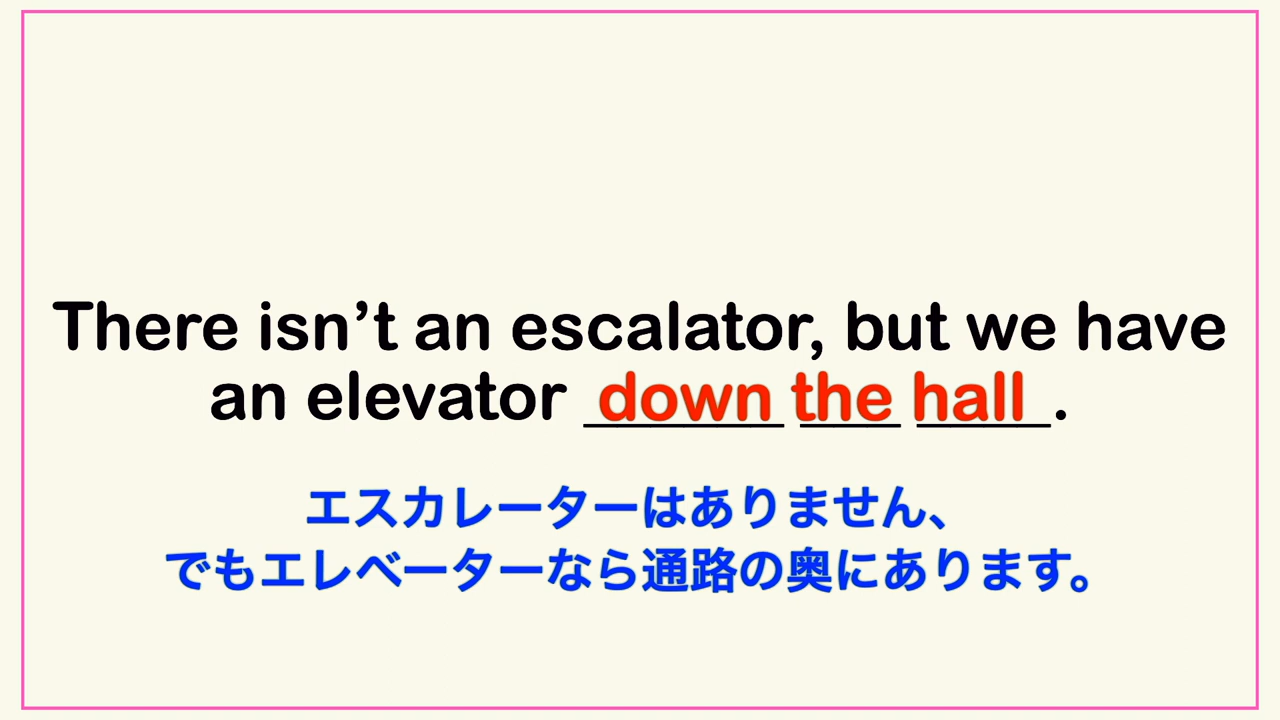 There isn’t an escalator, but we have
an elevator down the hall.
エスカレーターはありません、
でもエレベーターなら通路の奥にあります。